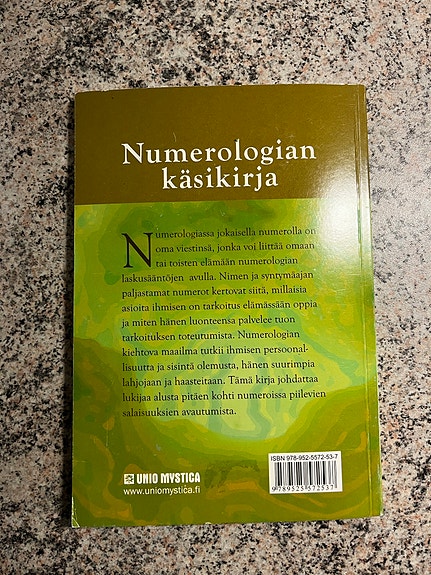 Numerologian
käsikirja
Numerologiassa jokaisella numerolla on
oma viestinsä, jonka voi liittää omaan
tai toisten elämään numerologian
laskusääntöjen avulla. Nimen ja syntymäajan
paljastamat numerot kertovat siitä, millaisia
asioita ihmisen on tarkoitus elämässään oppia
ja miten hänen luonteensa palvelee tuon
tarkoituksen toteutumista. Numerologian
kiehtova maailma tutkii ihmisen persoonal-
lisuutta ja sisintä olemusta, hänen suurimpia
lahjojaan ja haasteitaan. Tämä kirja johdattaa
lukijaa alusta pitäen kohti numeroissa piilevien
salaisuuksien avautumista.
ISBN 978-952-5572-53-7
9 789525 572537
UNIO MYSTICA
www.uniomystica.fi